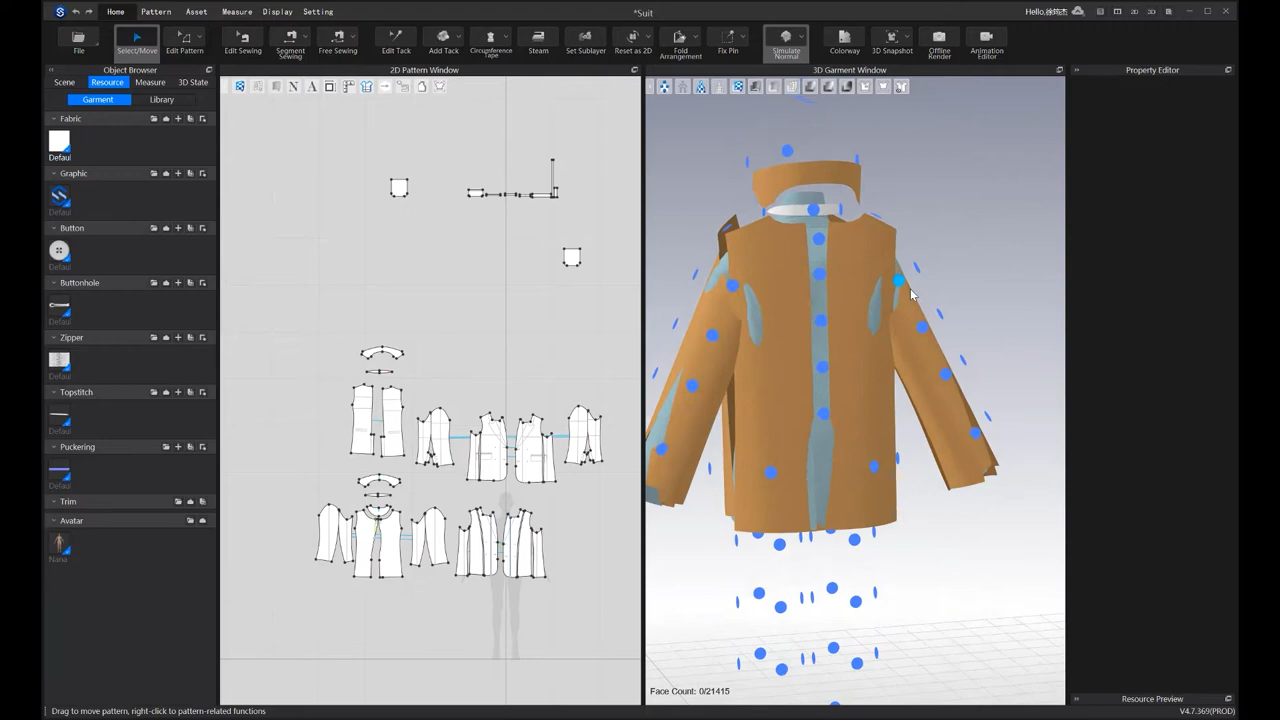 Home Pattern Asset Measure Display Setting
*Suit
Hello,徐筠杰
File
Select/Move
Edit Pattern
Edit Sewing
Segment Sewing
Free Sewing
Edit Tack
Add Tack
Circumference Tape
Steam
Set Sublayer
Reset as 2D
Fold Arrangement
Fix Pin
Simulate Normal
Colorway
3D Snapshot
Offline Render
Animation Editor
Object Browser
2D Pattern Window
3D Garment Window
Property Editor
Scene Resource Measure 3D State
Garment Library
Fabric
Defaul
Graphic
Defaul
Button
Defaul
Buttonhole
Defaul
Zipper
Defaul
Topstitch
Defaul
Puckering
Defaul
Trim
Avatar
Nana
Face Count: 0/21415
Resource Preview
Drag to move pattern, right-click to pattern-related functions
V4.7.369(PROD)